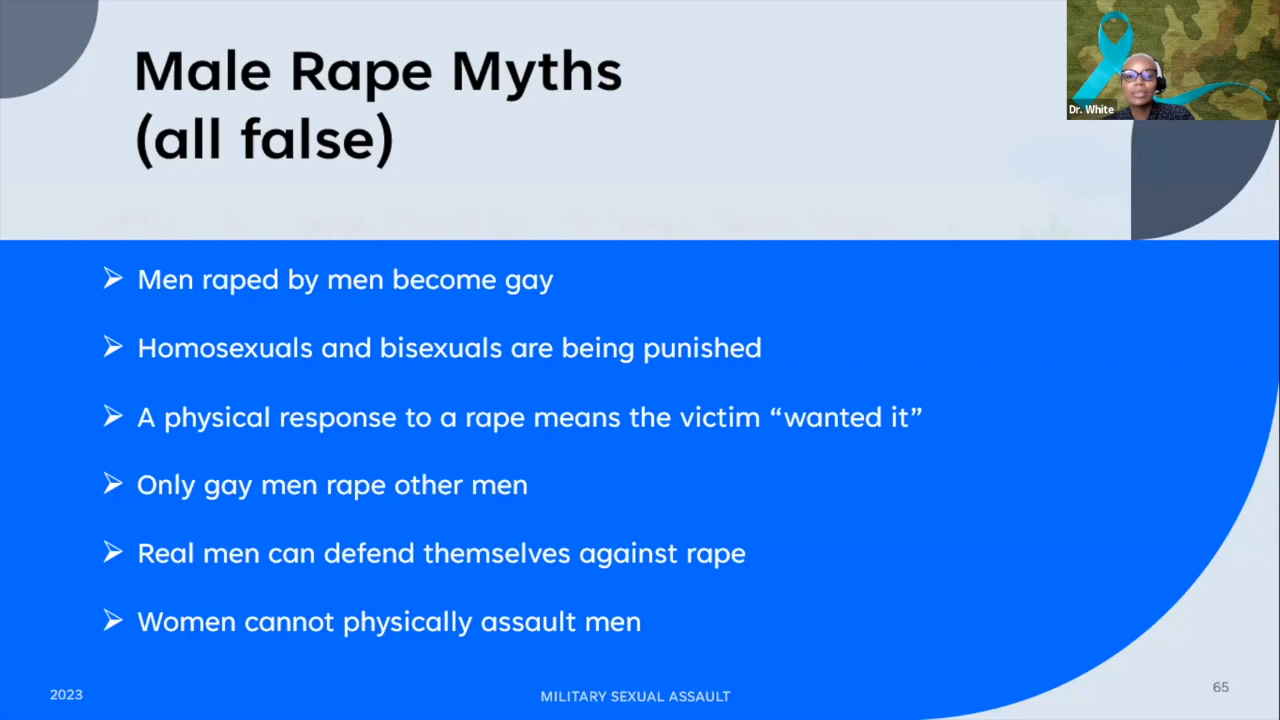 Male Rape Myths
(all false)
Dr. White
Men raped by men become gay
Homosexuals and bisexuals are being punished
A physical response to a rape means the victim “wanted it”
Only gay men rape other men
Real men can defend themselves against rape
Women cannot physically assault men
2023
MILITARY SEXUAL ASSAULT
65